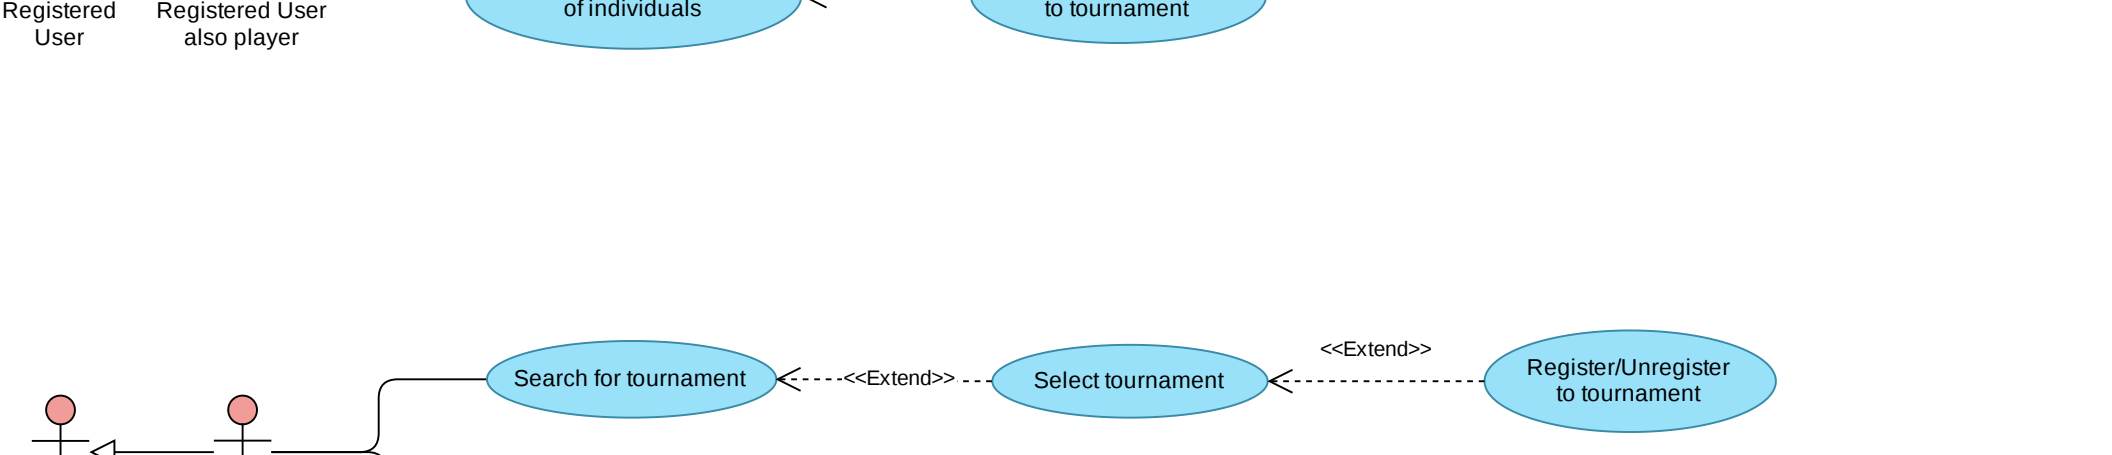 Registered
User
Registered User
also player
of individuals
to tournament
Search for tournament
<<Extend>>
Select tournament
<<Extend>>
Register/Unregister
to tournament